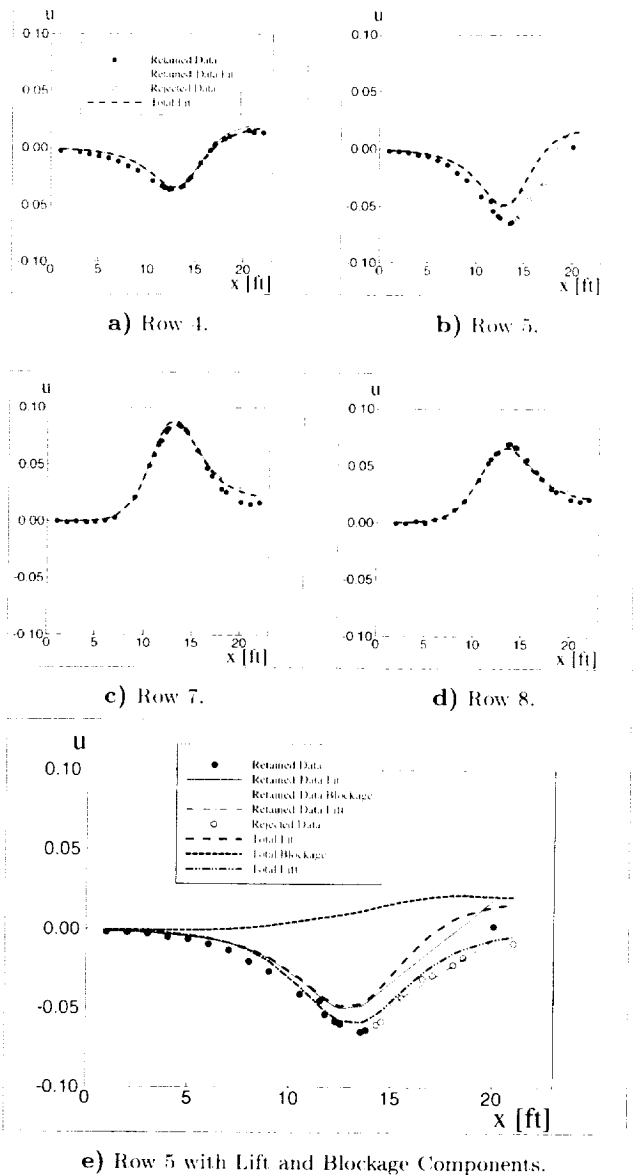 u
u
0.10
0.10
Retained Data
Retained Data Fit
Rejected Data
Total Fit
0.05
0.05
0.00
0.00
-0.05
-0.05
-0.10
-0.10
0 5 10 15 20
0 5 10 15 20
x [ft]
x [ft]
a) Row 4.
b) Row 5.
u
u
0.10
0.10
0.05
0.05
0.00
0.00
-0.05
-0.05
-0.10
-0.10
0 5 10 15 20
0 5 10 15 20
x [ft]
x [ft]
c) Row 7.
d) Row 8.
u
0.10
Retained Data
Retained Data Fit
Retained Data Blockage
Retained Data Lift
Rejected Data
Total Fit
Total Blockage
Total Lift
0.05
0.00
-0.05
-0.10
0 5 10 15 20
x [ft]
e) Row 5 with Lift and Blockage Components.